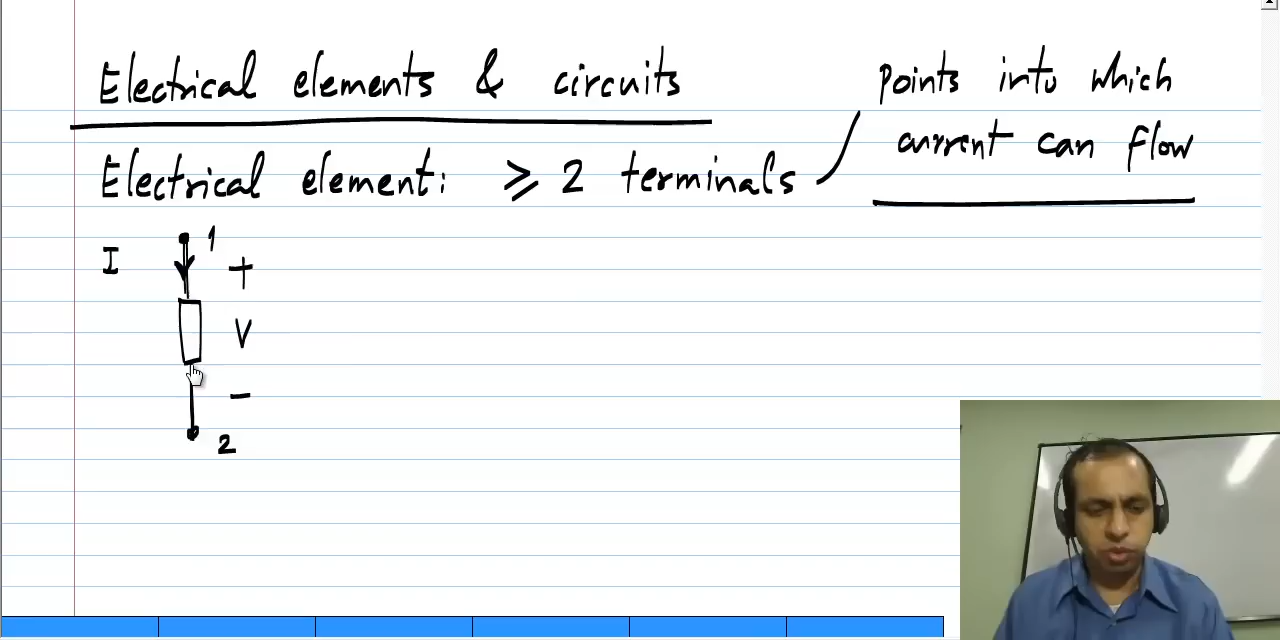 Electrical elements & circuits
points into which
current can flow
Electrical element: ≥ 2 terminals
1
I
+
V
-
2